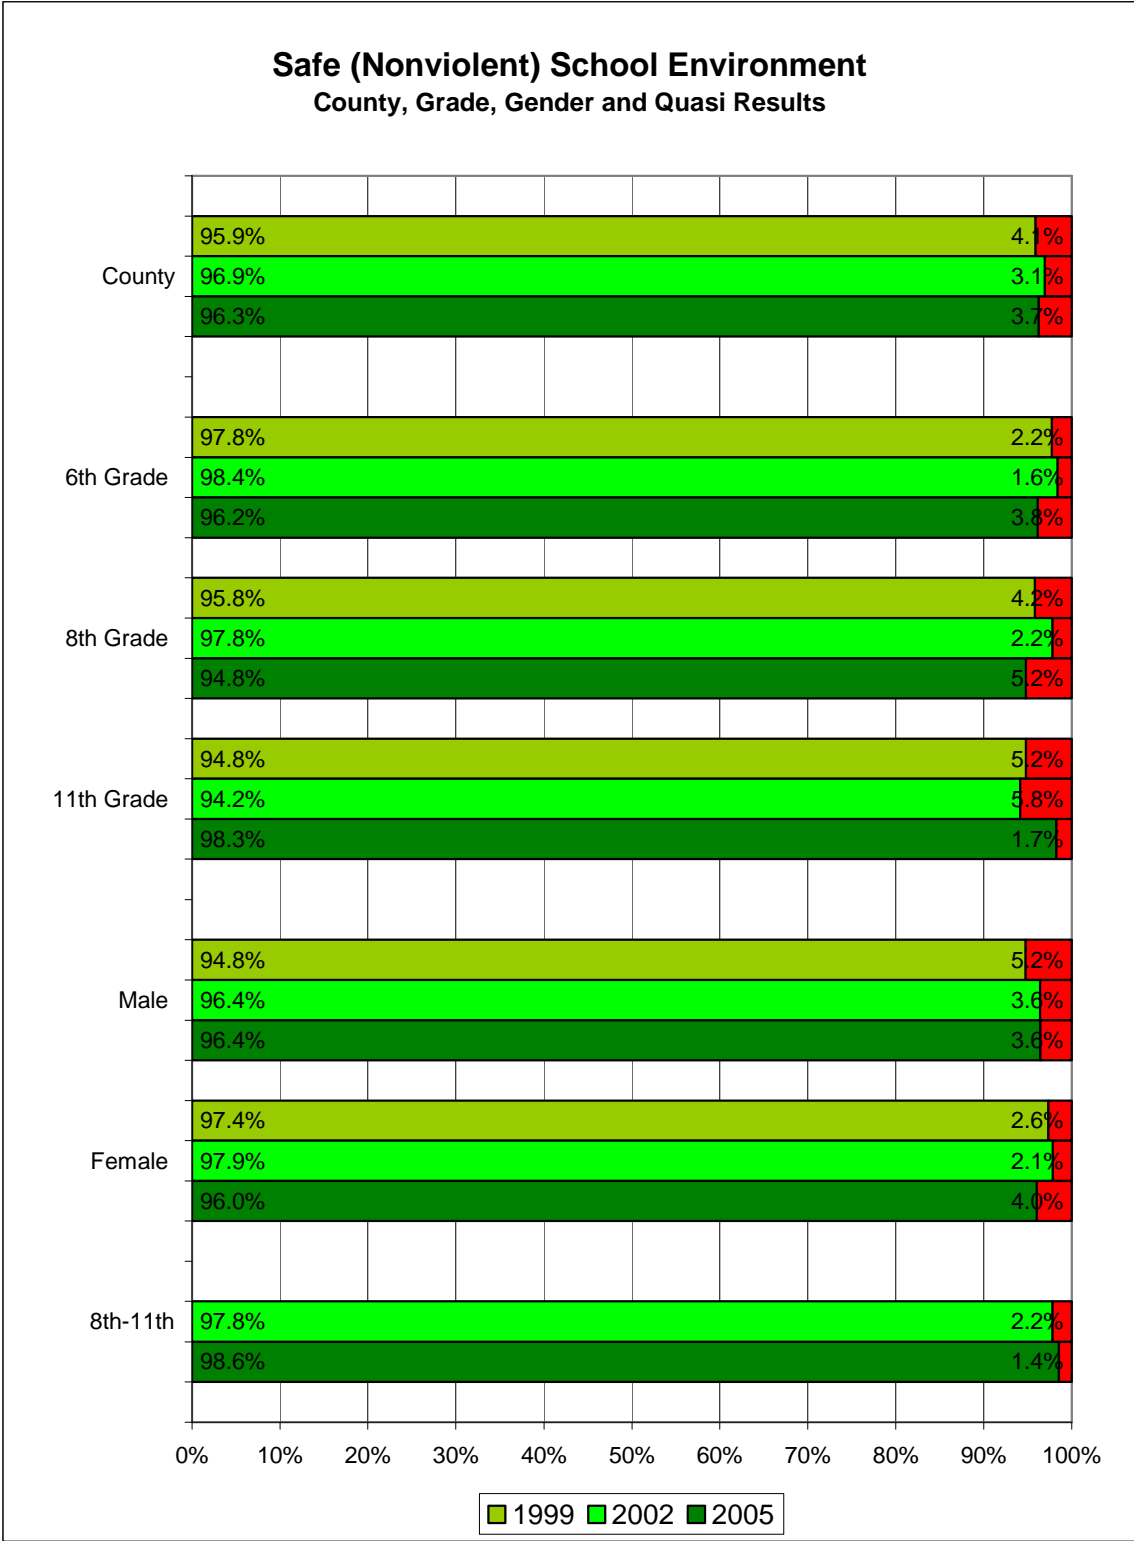 Safe (Nonviolent) School Environment
County, Grade, Gender and Quasi Results
95.9% 4.1%
County 96.9% 3.1%
96.3% 3.7%
97.8% 2.2%
6th Grade 98.4% 1.6%
96.2% 3.8%
95.8% 4.2%
8th Grade 97.8% 2.2%
94.8% 5.2%
94.8% 5.2%
11th Grade 94.2% 5.8%
98.3% 1.7%
94.8% 5.2%
Male 96.4% 3.6%
96.4% 3.6%
97.4% 2.6%
Female 97.9% 2.1%
96.0% 4.0%
8th-11th 97.8% 2.2%
98.6% 1.4%
0% 10% 20% 30% 40% 50% 60% 70% 80% 90% 100%
1999 2002 2005